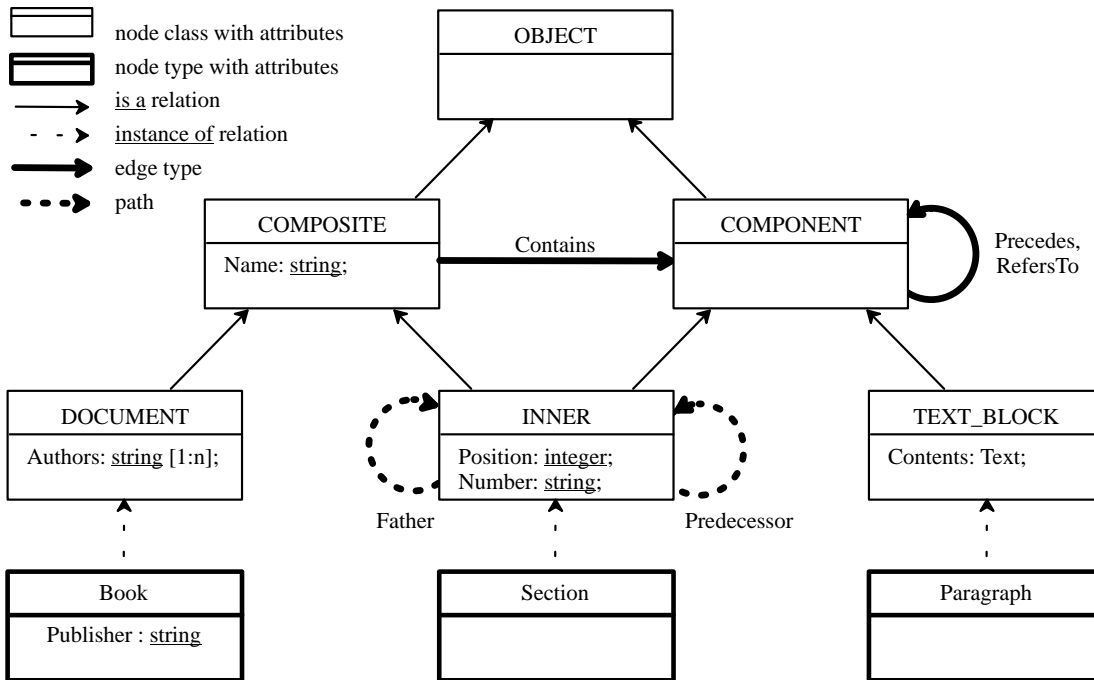 node class with attributes
node type with attributes
is a relation
instance of relation
edge type
path
OBJECT
COMPOSITE
Name: string;
Contains
COMPONENT
Precedes,
RefersTo
DOCUMENT
Authors: string [1:n];
INNER
Position: integer;
Number: string;
Father
Predecessor
TEXT_BLOCK
Contents: Text;
Book
Publisher : string
Section
Paragraph